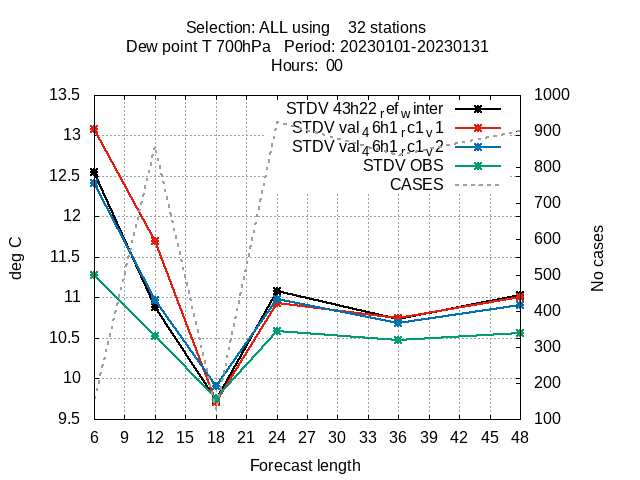 Selection: ALL using 32 stations
Dew point T 700hPa Period: 20230101-20230131
Hours: 00
13.5
13
12.5
12
11.5
11
10.5
10
9.5
deg C
STDV 43h22_ref_winter
STDV val_46h1_rc1_v1
STDV val_46h1_rc1_v2
STDV OBS
CASES
1000
900
800
700
600
500
400
300
200
100
No cases
6 9 12 15 18 21 24 27 30 33 36 39 42 45 48
Forecast length